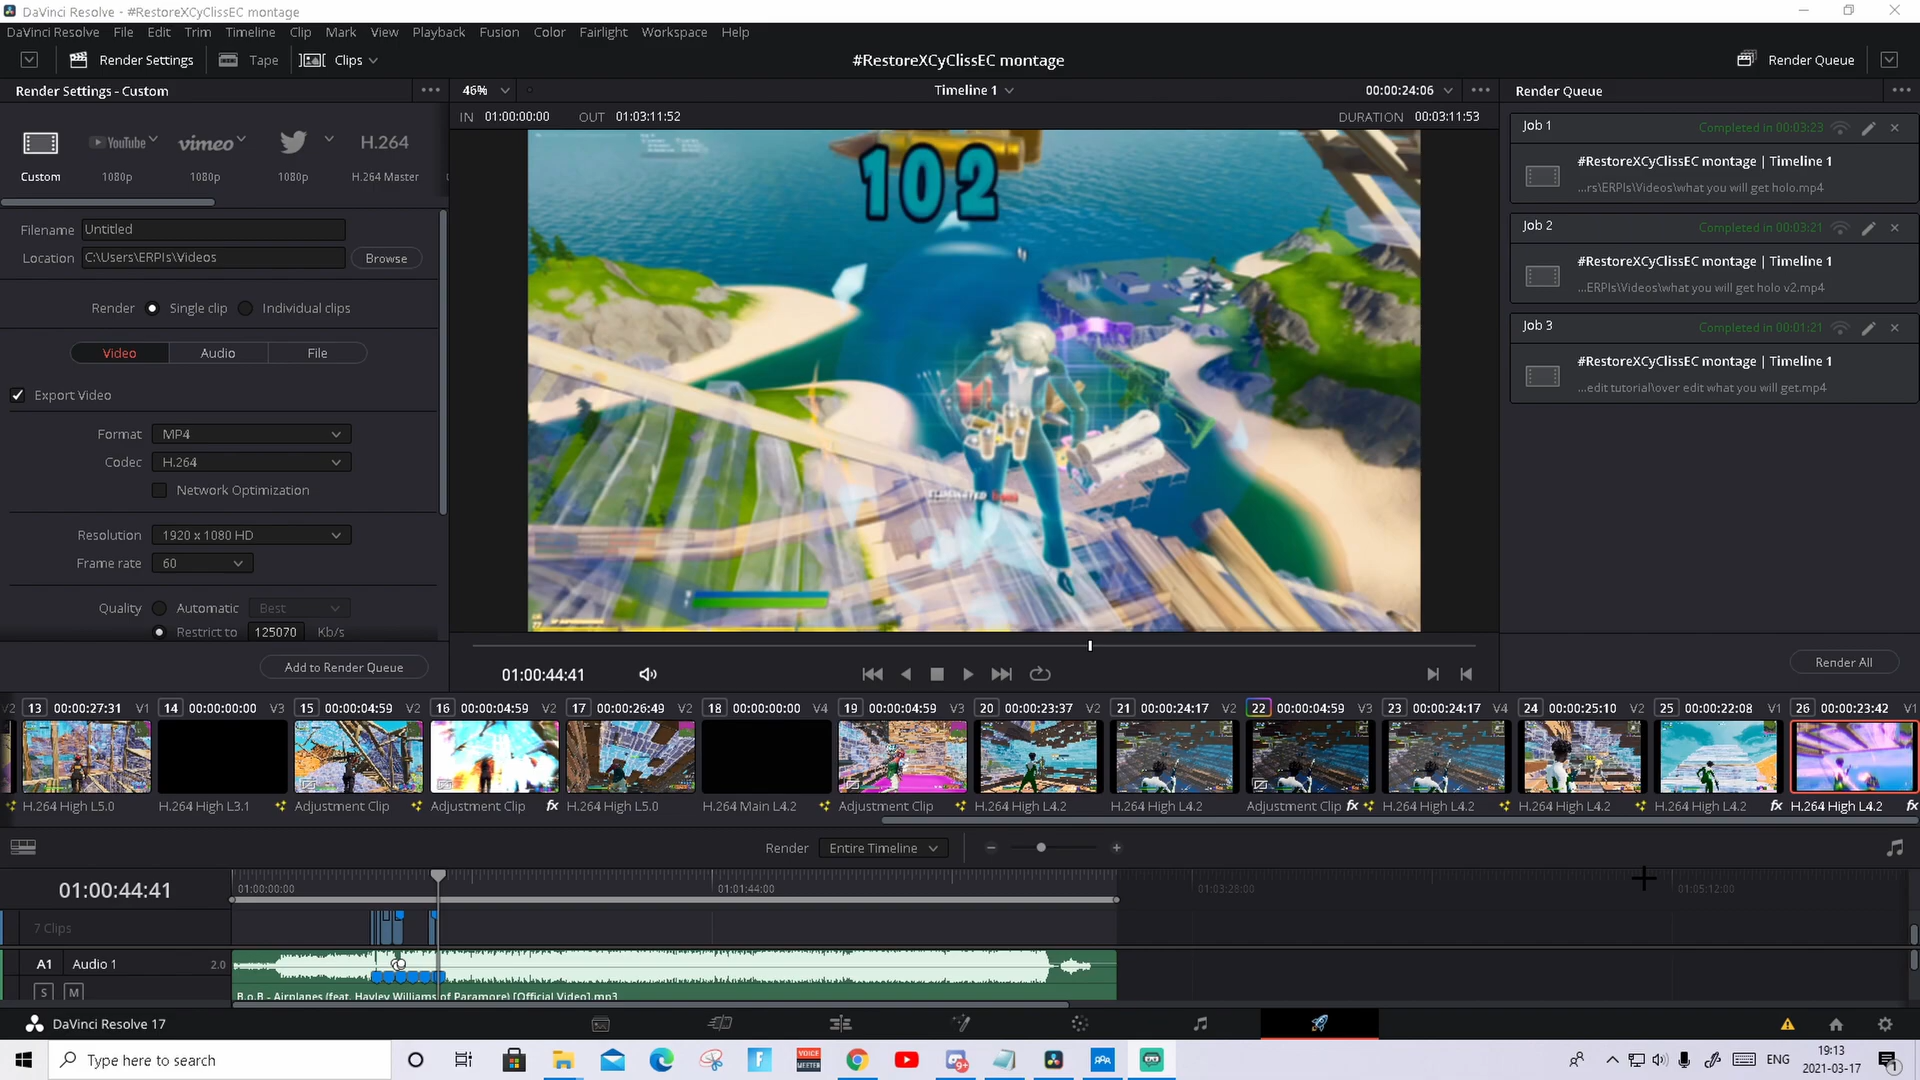 DaVinci Resolve - #RestoreXCyClissEC montage
DaVinci Resolve File Edit Trim Timeline Clip Mark View Playback Fusion Color Fairlight Workspace Help
Render Settings Tape Clips #RestoreXCyClissEC montage Render Queue
Render Settings - Custom 46% Timeline 1 00:00:24:06 Render Queue
IN 01:00:00:00 OUT 01:03:11:52 DURATION 00:03:11:53
YouTube vimeo H.264
Custom 1080p 1080p 1080p H.264 Master
102
Filename Untitled
Location C:\Users\ERPIs\Videos Browse
Render Single clip Individual clips
Video Audio File
Export Video
Format MP4
Codec H.264
Network Optimization
Resolution 1920 x 1080 HD
Frame rate 60
Quality Automatic Best
Restrict to 125070 Kb/s
Add to Render Queue
Job 1 Completed in 00:03:23
#RestoreXCyClissEC montage | Timeline 1
...rs\ERPIs\Videos\what you will get holo.mp4
Job 2 Completed in 00:03:21
#RestoreXCyClissEC montage | Timeline 1
...ERPIs\Videos\what you will get holo v2.mp4
Job 3 Completed in 00:01:21
#RestoreXCyClissEC montage | Timeline 1
...edit tutorial\over edit what you will get.mp4
Render All
01:00:44:41
V2 13 00:00:27:31 V1 14 00:00:00:00 V3 15 00:00:04:59 V2 16 00:00:04:59 V2 17 00:00:26:49 V2 18 00:00:00:00 V4 19 00:00:04:59 V3 20 00:00:23:37 V2 21 00:00:24:17 V2 22 00:00:04:59 V3 23 00:00:24:17 V4 24 00:00:25:10 V2 25 00:00:22:08 V1 26 00:00:23:42 V1
H.264 High L5.0 H.264 High L3.1 Adjustment Clip Adjustment Clip fx H.264 High L5.0 H.264 Main L4.2 Adjustment Clip H.264 High L4.2 H.264 High L4.2 Adjustment Clip fx H.264 High L4.2 H.264 High L4.2 H.264 High L4.2 fx H.264 High L4.2 fx
Render Entire Timeline
01:00:44:41 01:00:00:00 01:01:44:00 01:03:28:00 01:05:12:00
7 Clips
A1 Audio 1 2.0
S M
B.o.B - Airplanes (feat. Hayley Williams of Paramore) [Official Video].mp3
DaVinci Resolve 17
Type here to search
VOICE MEETER
ENG
19:13
2021-03-17